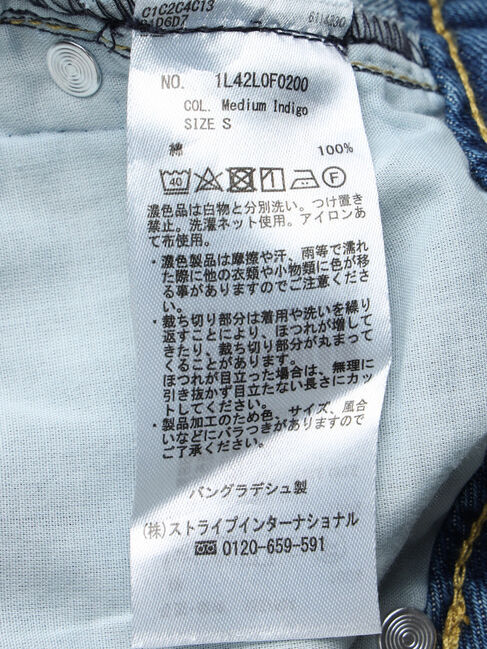 C1C2C4C13
NO. 1L42L0F0200
COL. Medium Indigo
SIZE S
綿 100%
40
F
濃色品は白物と分別洗い。つけ置き
禁止。洗濯ネット使用。アイロンあ
て布使用。
・濃色製品は摩擦や汗、雨等で濡れ
た際に他の衣類や小物類に色が移
る事がありますのでご注意くださ
い。
・裁ち切り部分は着用や洗いを繰り
返すことにより、ほつれが増して
きたり、裁ち切り部分が丸まって
くることがあります。
ほつれが目立った場合は、無理に
引き抜かず目立たない長さにカッ
トしてください。
・製品加工のため色、サイズ、風合
いなどにバラつきがありますので
ご了承ください。
バングラデシュ製
(株)ストライプインターナショナル
0120-659-591